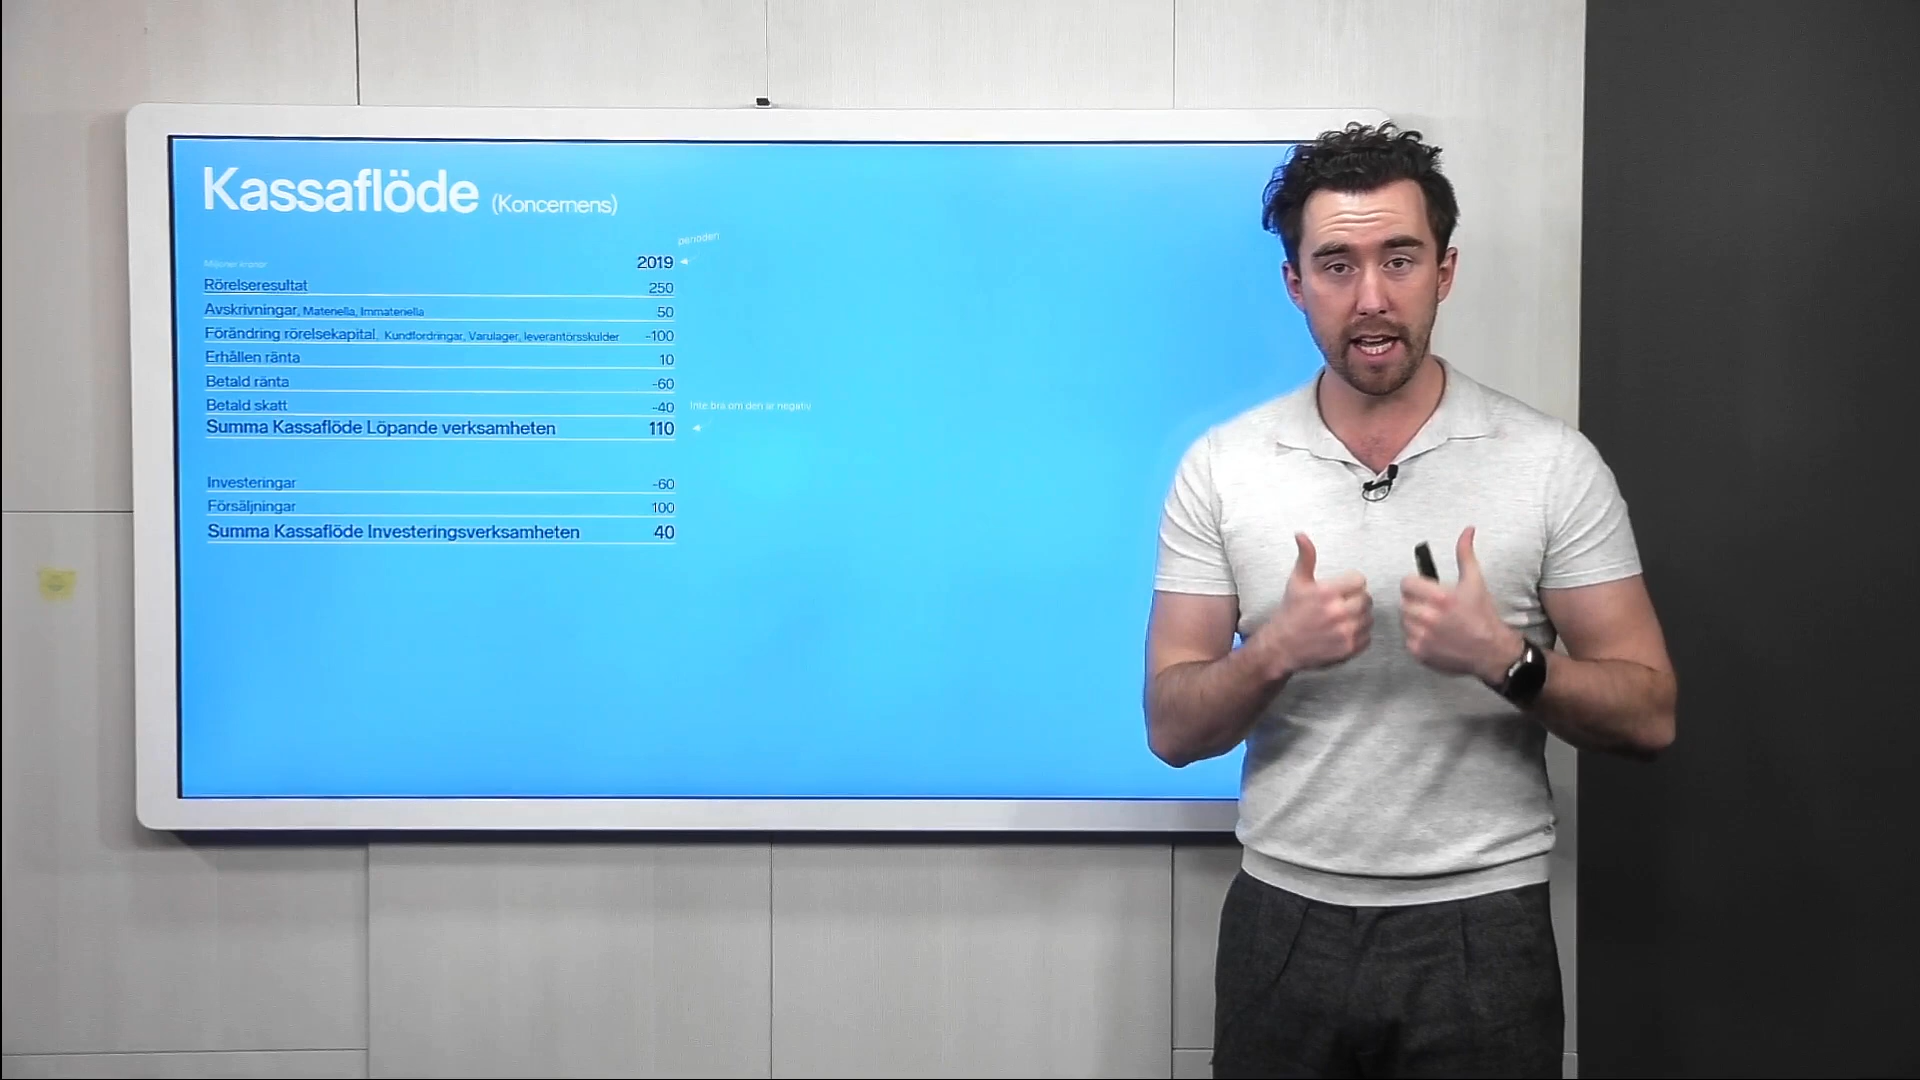 Kassaflöde (Koncernens)
perioden
Miljoner kronor 2019
Rörelseresultat 250
Avskrivningar, Materiella, Immateriella 50
Förändring rörelsekapital, Kundfordringar, Varulager, leverantörsskulder -100
Erhållen ränta 10
Betald ränta -60
Betald skatt -40 Inte bra om den är negativ
Summa Kassaflöde Löpande verksamheten 110
Investeringar -60
Försäljningar 100
Summa Kassaflöde Investeringsverksamheten 40